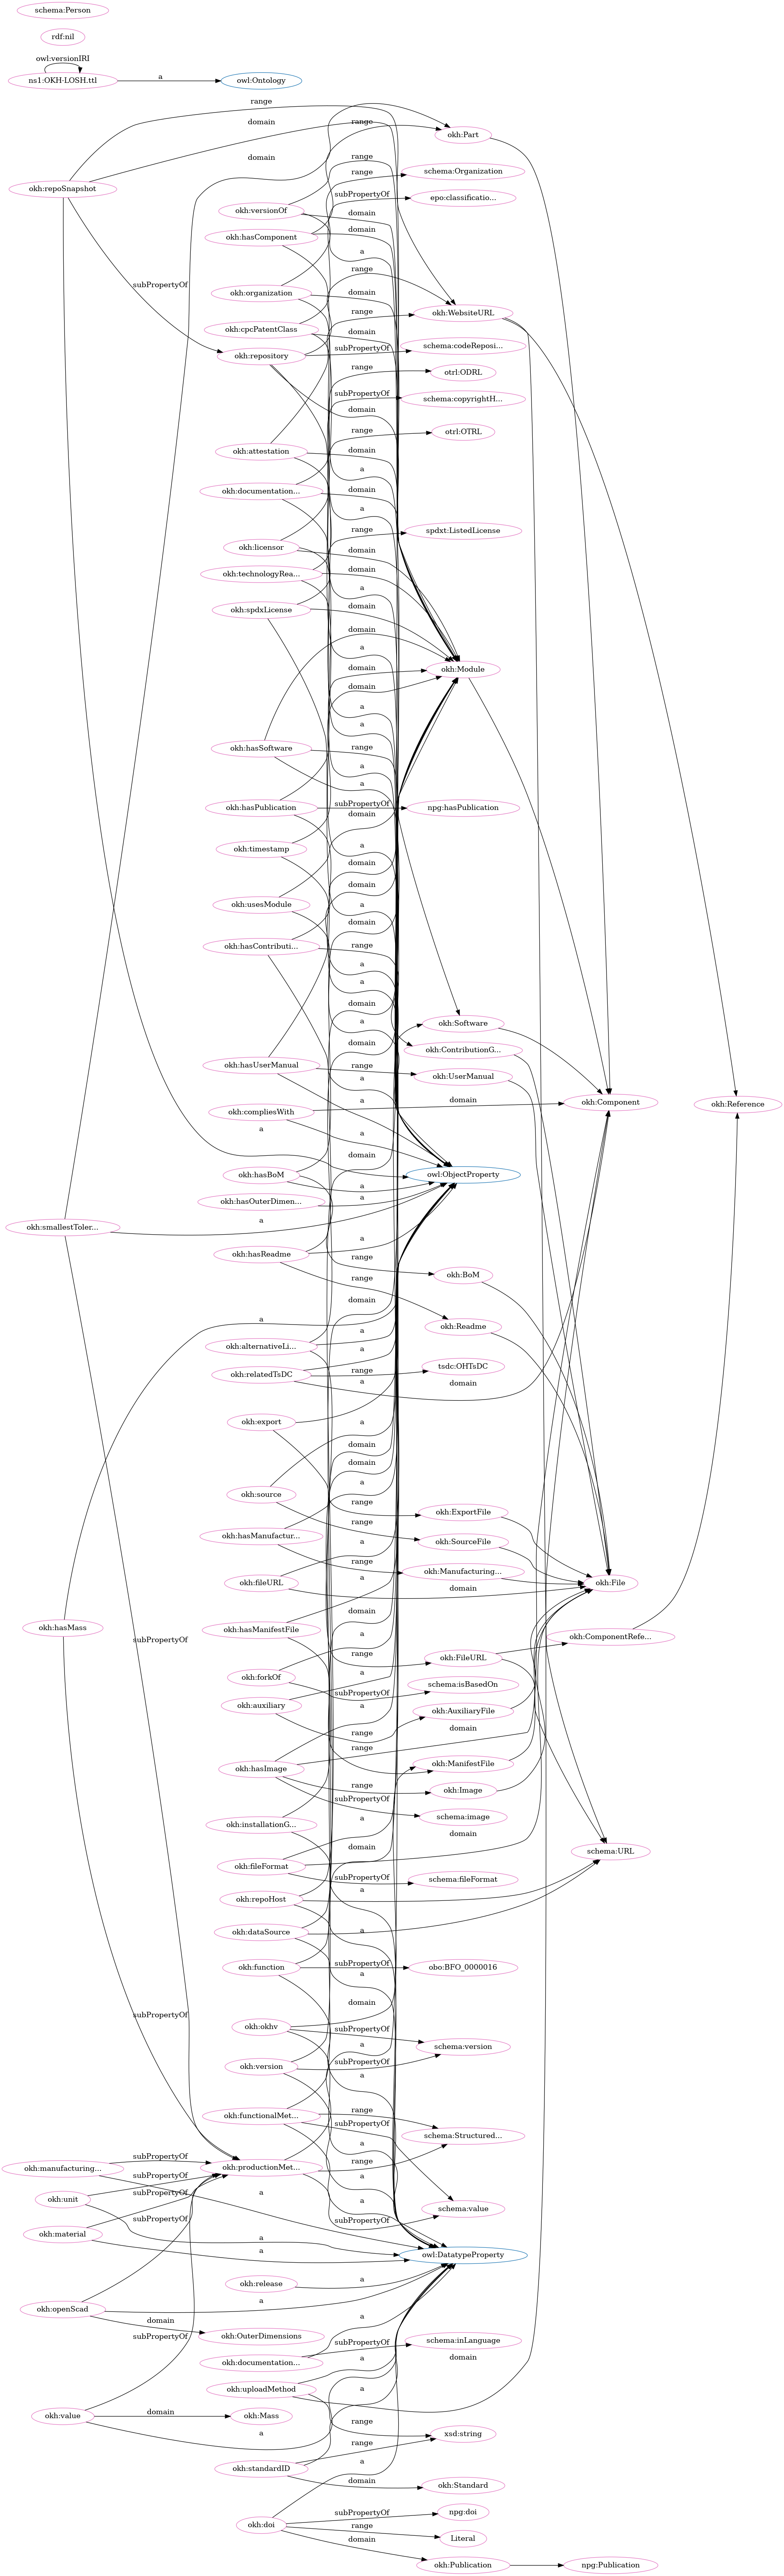 schema:Person
rdf:nil
owl:versionIRI
ns1:OKH-LOSH.ttl
a
owl:Ontology
range
domain
range
okh:Part
domain
range
range
schema:Organization
okh:repoSnapshot
subPropertyOf
epo:classificatio...
okh:versionOf
domain
okh:hasComponent
domain
a
range
subPropertyOf
okh:organization
domain
range
okh:WebsiteURL
okh:cpcPatentClass
domain
subPropertyOf
schema:codeReposi...
okh:repository
range
otrl:ODRL
subPropertyOf
schema:copyrightH...
domain
range
otrl:OTRL
okh:attestation
domain
a
okh:documentation...
domain
a
range
spdxt:ListedLicense
okh:licensor
domain
okh:technologyRea...
domain
a
okh:spdxLicense
domain
domain
a
domain
okh:Module
domain
a
a
okh:hasSoftware
range
a
a
okh:hasPublication
subPropertyOf
npg:hasPublication
domain
okh:timestamp
a
domain
domain
okh:usesModule
a
domain
okh:hasContributi...
range
a
a
domain
okh:Software
a
domain
okh:ContributionG...
okh:hasUserManual
range
okh:UserManual
a
a
okh:Component
okh:Reference
domain
okh:compliesWith
a
a
domain
okh:hasBoM
owl:ObjectProperty
a
okh:hasOuterDimen...
a
okh:smallestToler...
a
a
okh:hasReadme
range
okh:BoM
range
domain
a
okh:Readme
a
okh:alternativeLi...
a
okh:relatedTsDC
range
tsdc:OHTsDC
a
domain
okh:export
a
domain
domain
okh:source
a
range
okh:ExportFile
range
okh:hasManufactur...
okh:SourceFile
a
range
okh:Manufacturing...
okh:fileURL
a
domain
okh:File
domain
okh:hasMass
okh:hasManifestFile
a
okh:ComponentRefe...
subPropertyOf
range
okh:FileURL
okh:forkOf
a
schema:isBasedOn
subPropertyOf
okh:auxiliary
a
okh:AuxiliaryFile
range
domain
range
okh:hasImage
okh:ManifestFile
range
okh:Image
subPropertyOf
schema:image
okh:installationG...
a
domain
domain
schema:URL
okh:fileFormat
subPropertyOf
schema:fileFormat
a
okh:repoHost
okh:dataSource
subPropertyOf
okh:function
obo:BFO_0000016
a
domain
subPropertyOf
okh:okhv
subPropertyOf
schema:version
a
okh:version
subPropertyOf
a
range
okh:functionalMet...
subPropertyOf
schema:Structured...
a
subPropertyOf
okh:manufacturing...
okh:productionMet...
range
subPropertyOf
a
a
okh:unit
subPropertyOf
a
schema:value
okh:material
subPropertyOf
subPropertyOf
a
a
owl:DatatypeProperty
okh:release
a
okh:openScad
a
domain
a
okh:OuterDimensions
subPropertyOf
schema:inLanguage
subPropertyOf
okh:documentation...
a
domain
okh:uploadMethod
a
okh:value
domain
okh:Mass
range
xsd:string
a
range
a
okh:standardID
domain
okh:Standard
subPropertyOf
npg:doi
okh:doi
range
Literal
domain
okh:Publication
npg:Publication